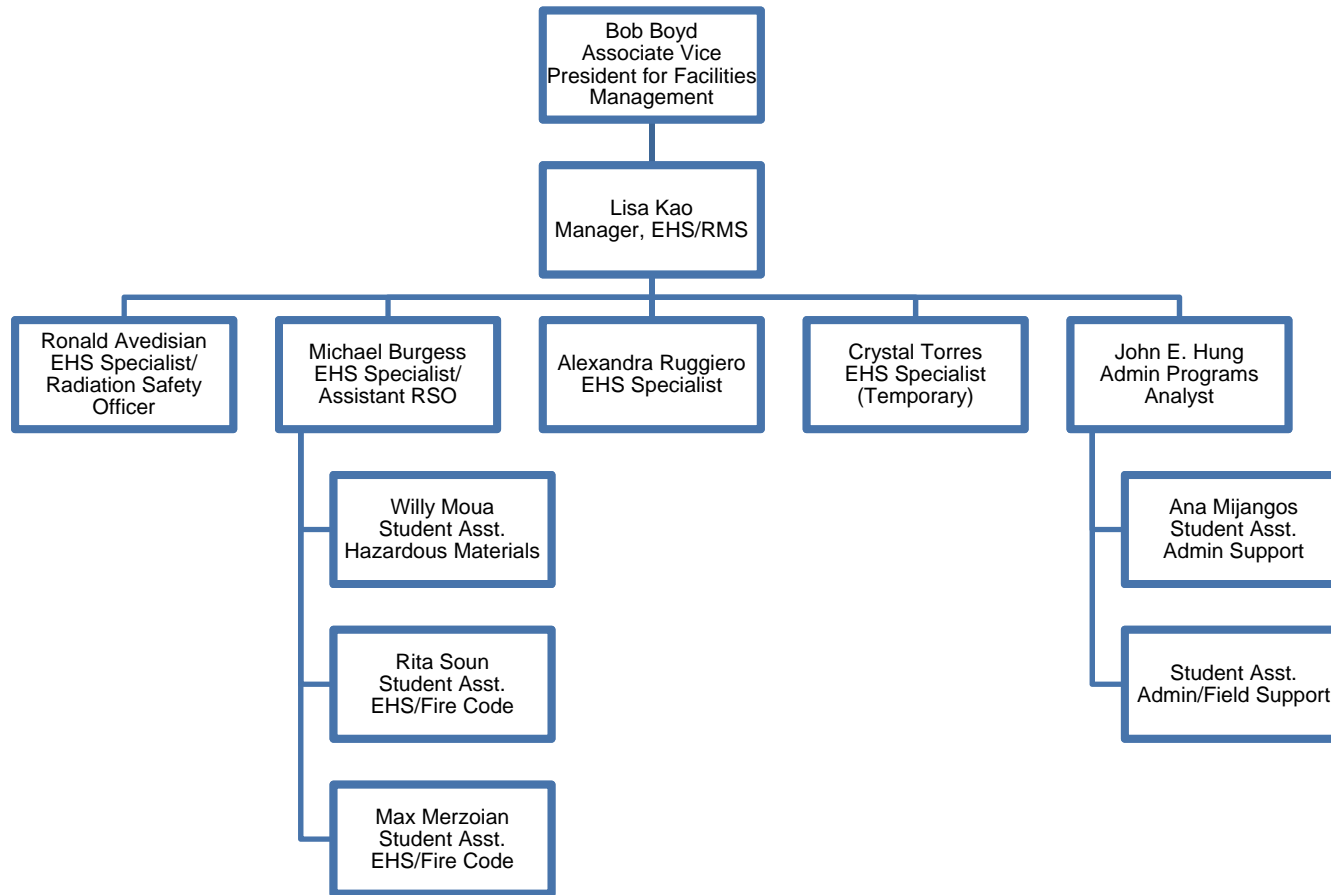 Bob Boyd
Associate Vice
President for Facilities
Management
Lisa Kao
Manager, EHS/RMS
Ronald Avedisian
EHS Specialist/
Radiation Safety
Officer
Michael Burgess
EHS Specialist/
Assistant RSO
Alexandra Ruggiero
EHS Specialist
Crystal Torres
EHS Specialist
(Temporary)
John E. Hung
Admin Programs
Analyst
Willy Moua
Student Asst.
Hazardous Materials
Rita Soun
Student Asst.
EHS/Fire Code
Max Merzoian
Student Asst.
EHS/Fire Code
Ana Mijangos
Student Asst.
Admin Support
Student Asst.
Admin/Field Support